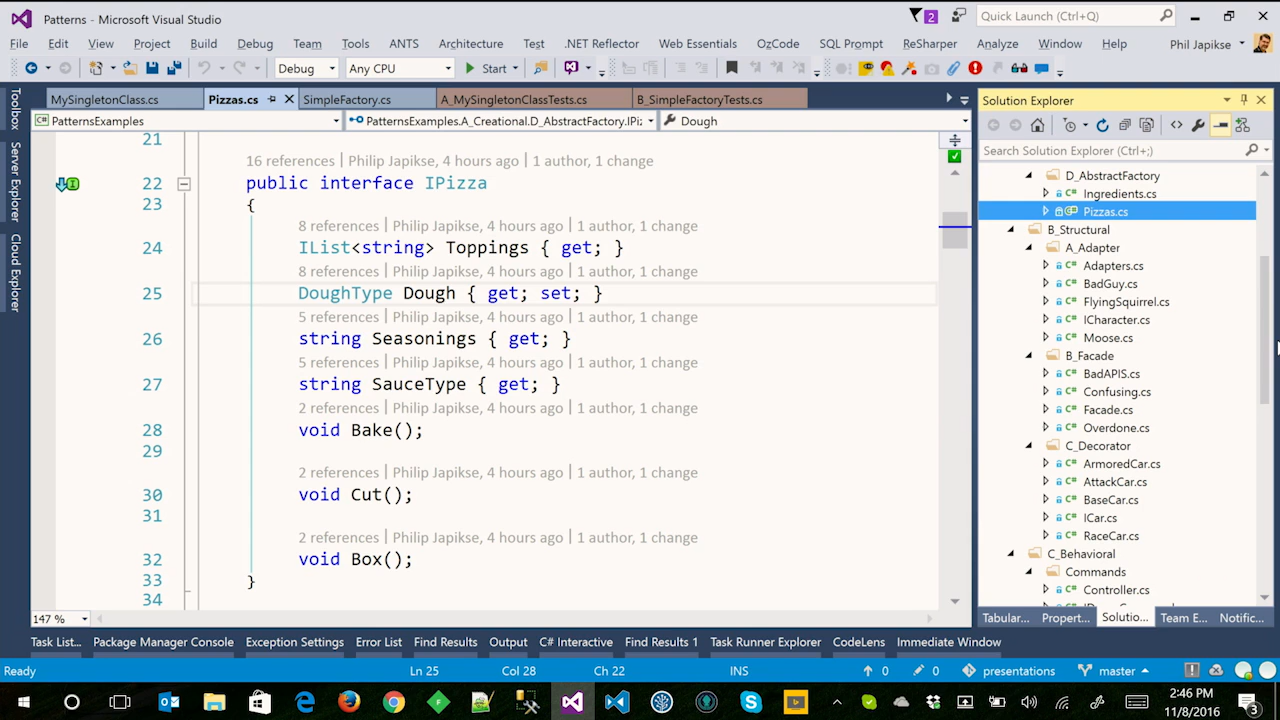 Patterns - Microsoft Visual Studio
2
Quick Launch (Ctrl+Q)
File Edit View Project Build Debug Team Tools ANTS Architecture Test .NET Reflector Web Essentials OzCode SQL Prompt ReSharper Analyze Window Help Phil Japikse
Debug Any CPU Start
MySingletonClass.cs Pizzas.cs SimpleFactory.cs A_MySingletonClassTests.cs B_SimpleFactoryTests.cs
PatternsExamples PatternsExamples.A_Creational.D_AbstractFactory.IPi: Dough
Toolbox
Server Explorer
Cloud Explorer
21
16 references | Philip Japikse, 4 hours ago | 1 author, 1 change
22 public interface IPizza
23 {
8 references | Philip Japikse, 4 hours ago | 1 author, 1 change
24 IList<string> Toppings { get; }
8 references | Philip Japikse, 4 hours ago | 1 author, 1 change
25 DoughType Dough { get; set; }
5 references | Philip Japikse, 4 hours ago | 1 author, 1 change
26 string Seasonings { get; }
5 references | Philip Japikse, 4 hours ago | 1 author, 1 change
27 string SauceType { get; }
2 references | Philip Japikse, 4 hours ago | 1 author, 1 change
28 void Bake();
29
2 references | Philip Japikse, 4 hours ago | 1 author, 1 change
30 void Cut();
31
2 references | Philip Japikse, 4 hours ago | 1 author, 1 change
32 void Box();
33 }
34
147 %
Solution Explorer
Search Solution Explorer (Ctrl+;)
D_AbstractFactory
C# Ingredients.cs
C# Pizzas.cs
B_Structural
A_Adapter
C# Adapters.cs
C# BadGuy.cs
C# FlyingSquirrel.cs
C# ICharacter.cs
C# Moose.cs
B_Facade
C# BadAPIS.cs
C# Confusing.cs
C# Facade.cs
C# Overdone.cs
C_Decorator
C# ArmoredCar.cs
C# AttackCar.cs
C# BaseCar.cs
C# ICar.cs
C# RaceCar.cs
C_Behavioral
Commands
C# Controller.cs
Tabular... Propert... Solutio... Team E... Notific...
Task List... Package Manager Console Exception Settings Error List Find Results Output C# Interactive Find Results 1 Task Runner Explorer CodeLens Immediate Window
Ready Ln 25 Col 28 Ch 22 INS 0 0 presentations master
2:46 PM
11/8/2016
3